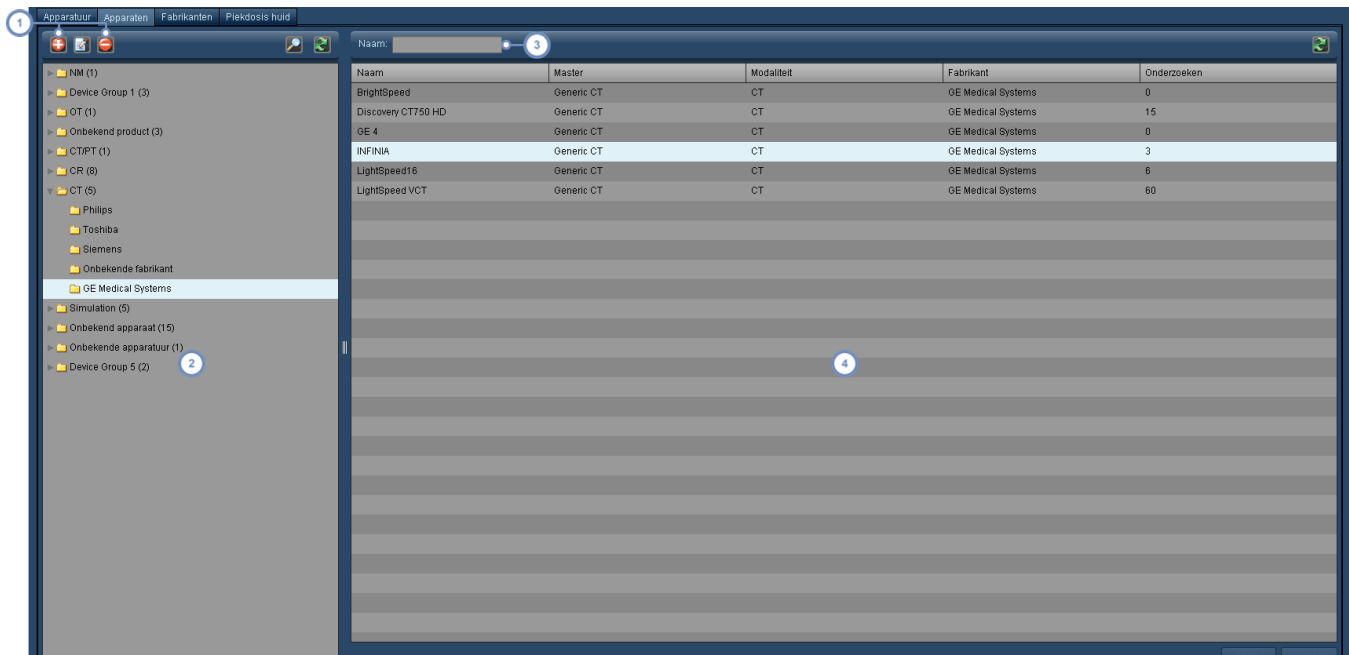 Apparatuur Apparaten Fabrikanten Piekdosis huid
1
Naam:
3
NM (1)
Device Group 1 (3)
OT (1)
Onbekend product (3)
CT/PT (1)
CR (8)
CT (5)
Philips
Toshiba
Siemens
Onbekende fabrikant
GE Medical Systems
Simulation (5)
Onbekend apparaat (15)
Onbekende apparatuur (1)
Device Group 5 (2)
2
Naam Master Modaliteit Fabrikant Onderzoeken
BrightSpeed Generic CT CT GE Medical Systems 0
Discovery CT750 HD Generic CT CT GE Medical Systems 15
GE 4 Generic CT CT GE Medical Systems 0
INFINIA Generic CT CT GE Medical Systems 3
LightSpeed16 Generic CT CT GE Medical Systems 6
LightSpeed VCT Generic CT CT GE Medical Systems 60
4